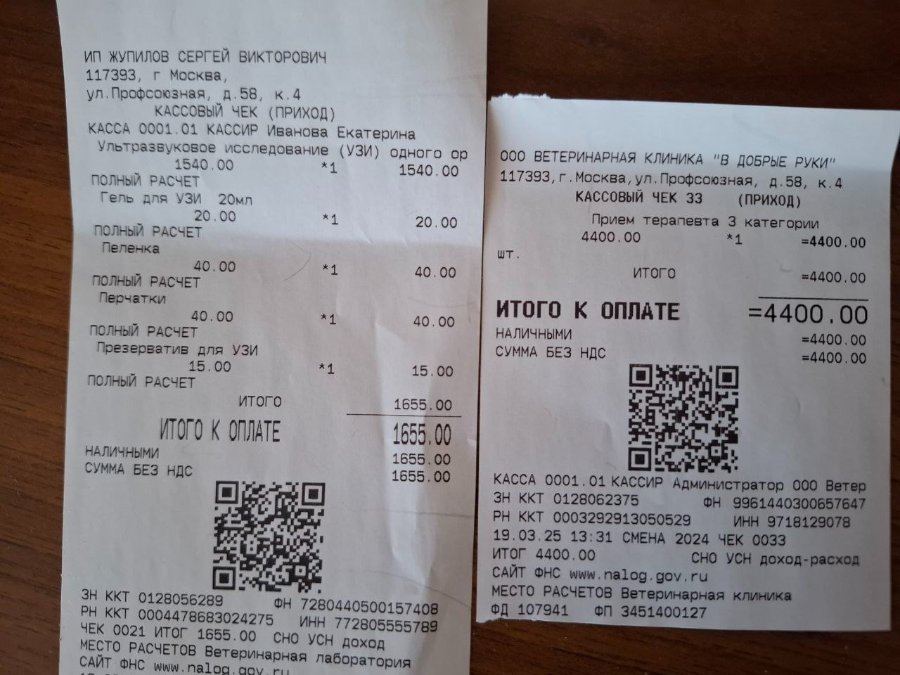 ИП ЖУПИЛОВ СЕРГЕЙ ВИКТОРОВИЧ
117393, г Москва,
ул.Профсоюзная, д.58, к.4
КАССОВЫЙ ЧЕК (ПРИХОД)
КАССА 0001.01 КАССИР Иванова Екатерина
Ультразвуковое исследование (УЗИ) одного ор
1540.00 *1 1540.00
ПОЛНЫЙ РАСЧЕТ
Гель для УЗИ 20мл
20.00 *1 20.00
ПОЛНЫЙ РАСЧЕТ
Пеленка
40.00 *1 40.00
ПОЛНЫЙ РАСЧЕТ
Перчатки
40.00 *1 40.00
ПОЛНЫЙ РАСЧЕТ
Презерватив для УЗИ
15.00 *1 15.00
ПОЛНЫЙ РАСЧЕТ
ИТОГО 1655.00
ИТОГО К ОПЛАТЕ 1655.00
НАЛИЧНЫМИ 1655.00
СУММА БЕЗ НДС 1655.00
ЗН ККТ 0128056289 ФН 7280440500157408
РН ККТ 0004478683024275 ИНН 772805555789
ЧЕК 0021 ИТОГ 1655.00 СНО УСН доход
МЕСТО РАСЧЕТОВ Ветеринарная лаборатория
САЙТ ФНС www.nalog.gov.ru
ООО ВЕТЕРИНАРНАЯ КЛИНИКА "В ДОБРЫЕ РУКИ"
117393,г.Москва,ул.Профсоюзная, д.58, к.4
КАССОВЫЙ ЧЕК 33 (ПРИХОД)
Прием терапевта 3 категории
4400.00 *1 =4400.00
шт.
ИТОГО =4400.00
ИТОГО К ОПЛАТЕ =4400.00
НАЛИЧНЫМИ =4400.00
СУММА БЕЗ НДС =4400.00
КАССА 0001.01 КАССИР Администратор ООО Ветер
ЗН ККТ 0128062375 ФН 9961440300657647
РН ККТ 0003292913050529 ИНН 9718129078
19.03.25 13:31 СМЕНА 2024 ЧЕК 0033
ИТОГ 4400.00 СНО УСН доход-расход
САЙТ ФНС www.nalog.gov.ru
МЕСТО РАСЧЕТОВ Ветеринарная клиника
ФД 107941 ФП 3451400127